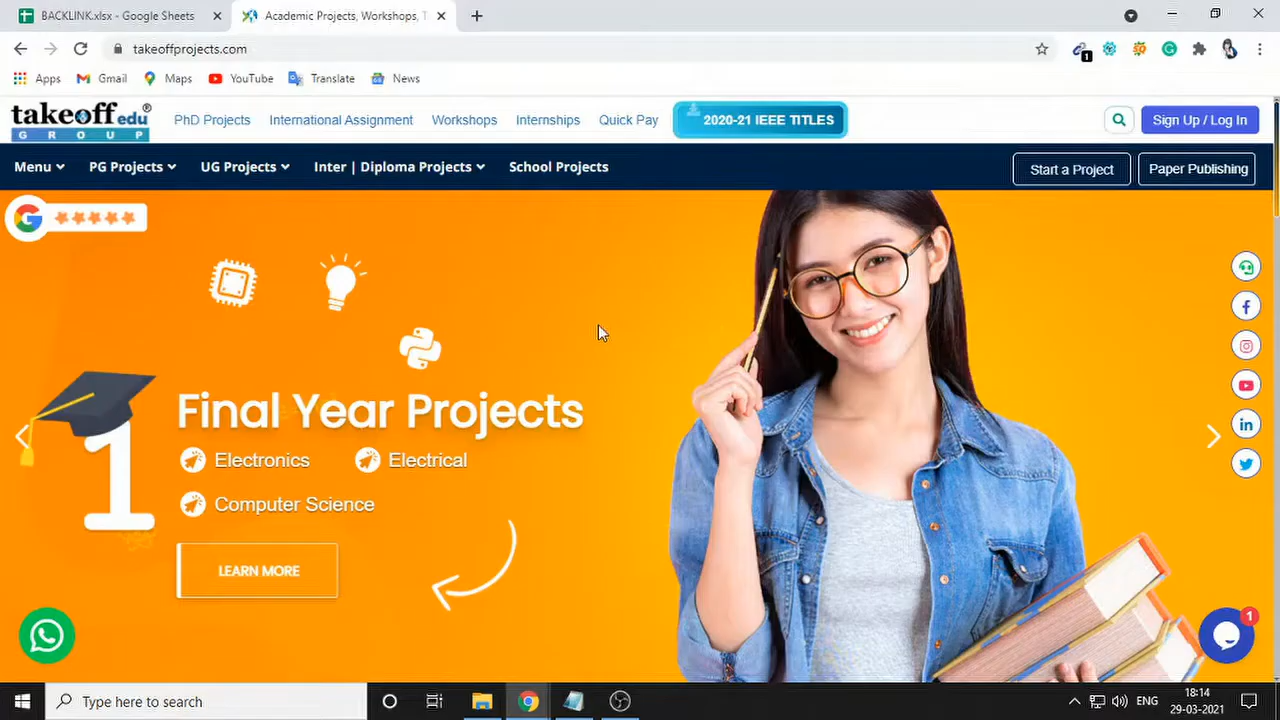 BACKLINK.xlsx - Google Sheets
Academic Projects, Workshops, T
takeoffprojects.com
1
Apps Gmail Maps YouTube Translate News
takeoff edu®
GROUP
PhD Projects International Assignment Workshops Internships Quick Pay 2020-21 IEEE TITLES Sign Up / Log In
Menu PG Projects UG Projects Inter | Diploma Projects School Projects Start a Project Paper Publishing
G
Final Year Projects
1
Electronics Electrical
Computer Science
LEARN MORE
1
Type here to search
ENG
18:14
29-03-2021